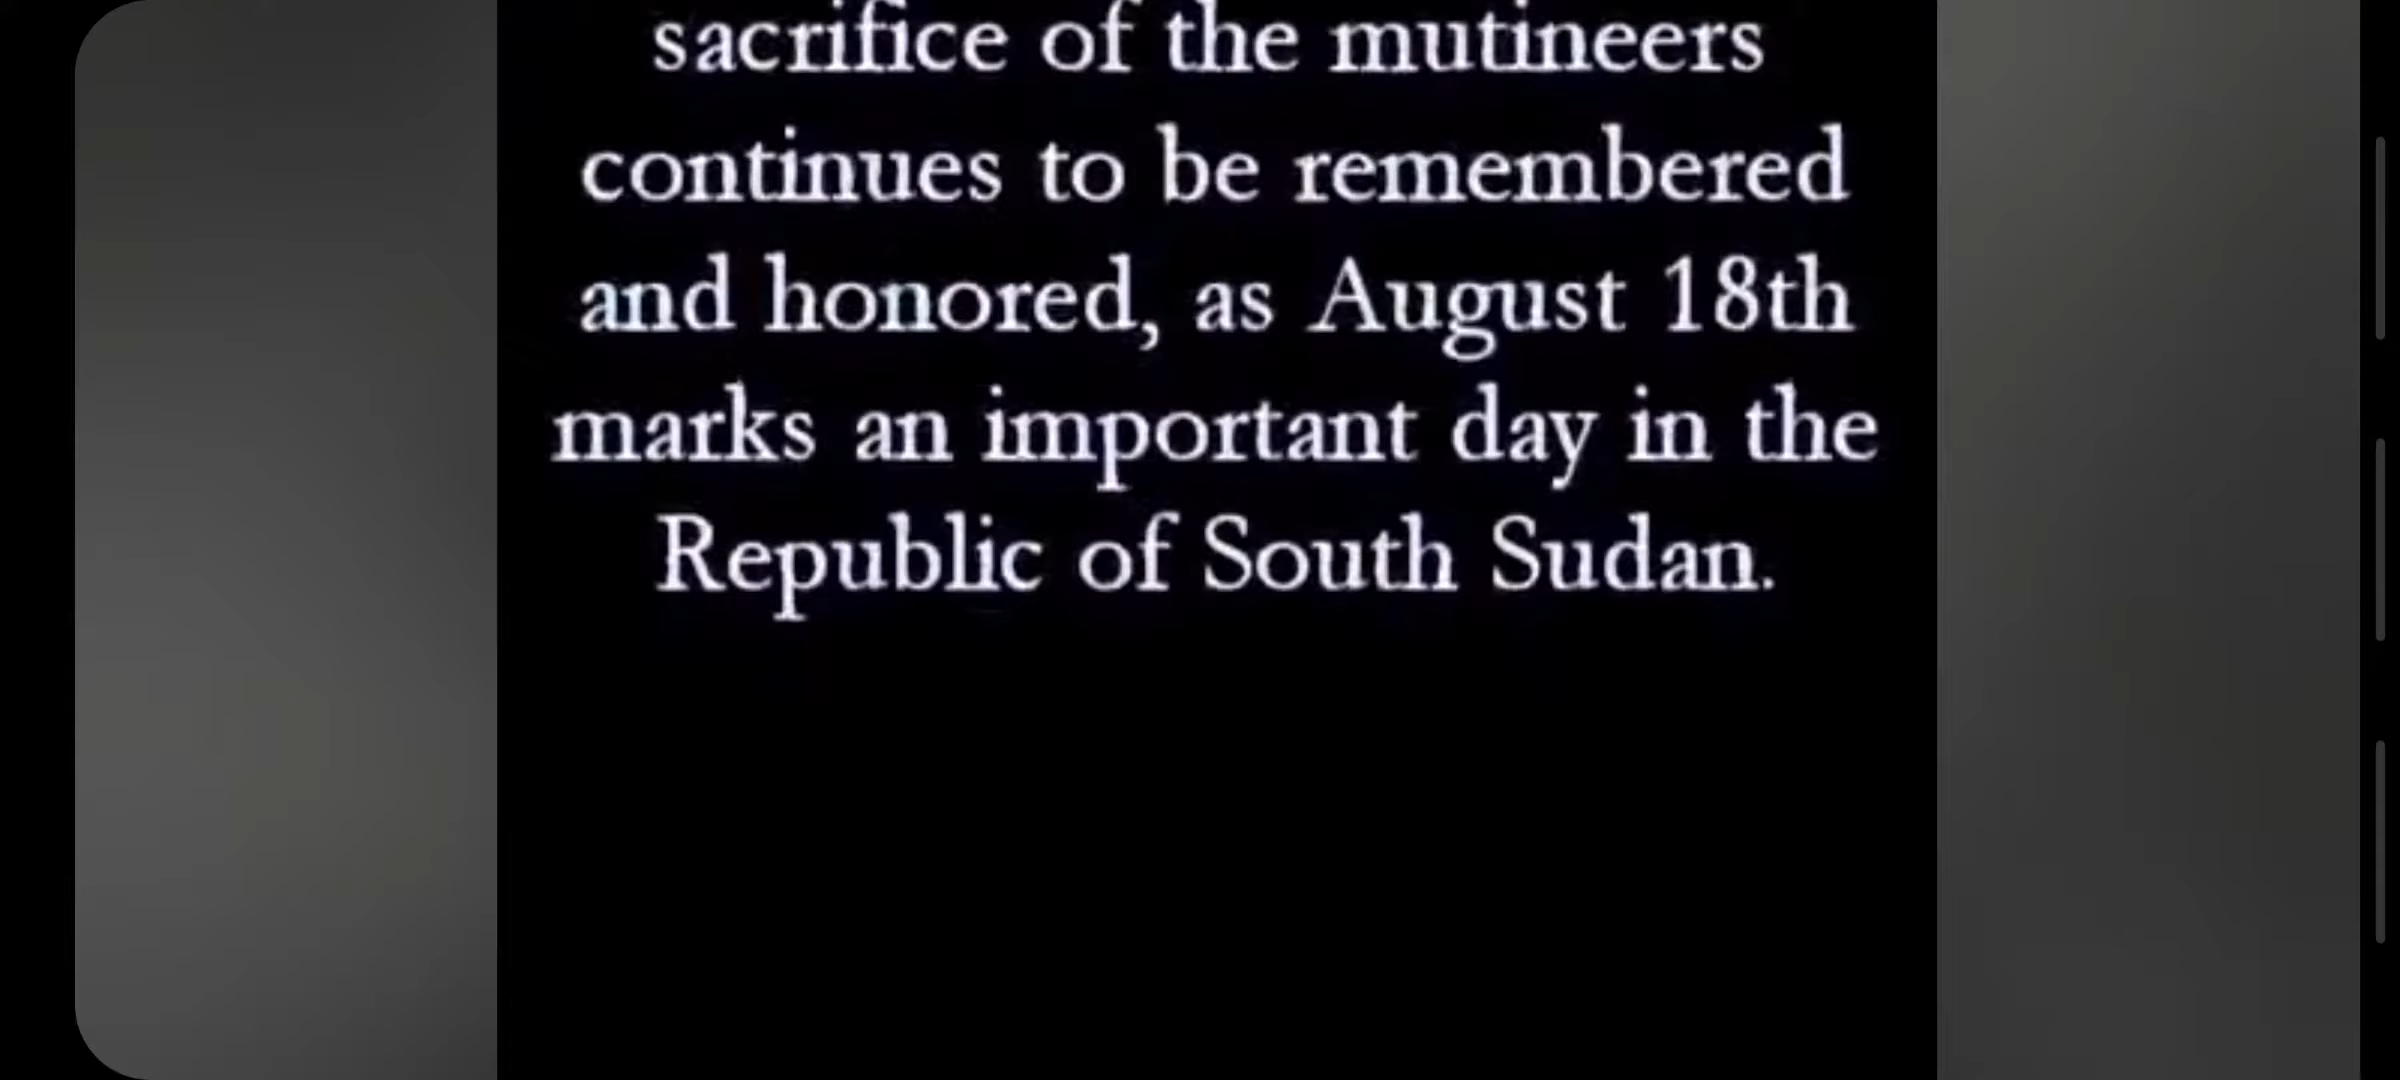 sacrifice of the mutineers
continues to be remembered
and honored, as August 18th
marks an important day in the
Republic of South Sudan.